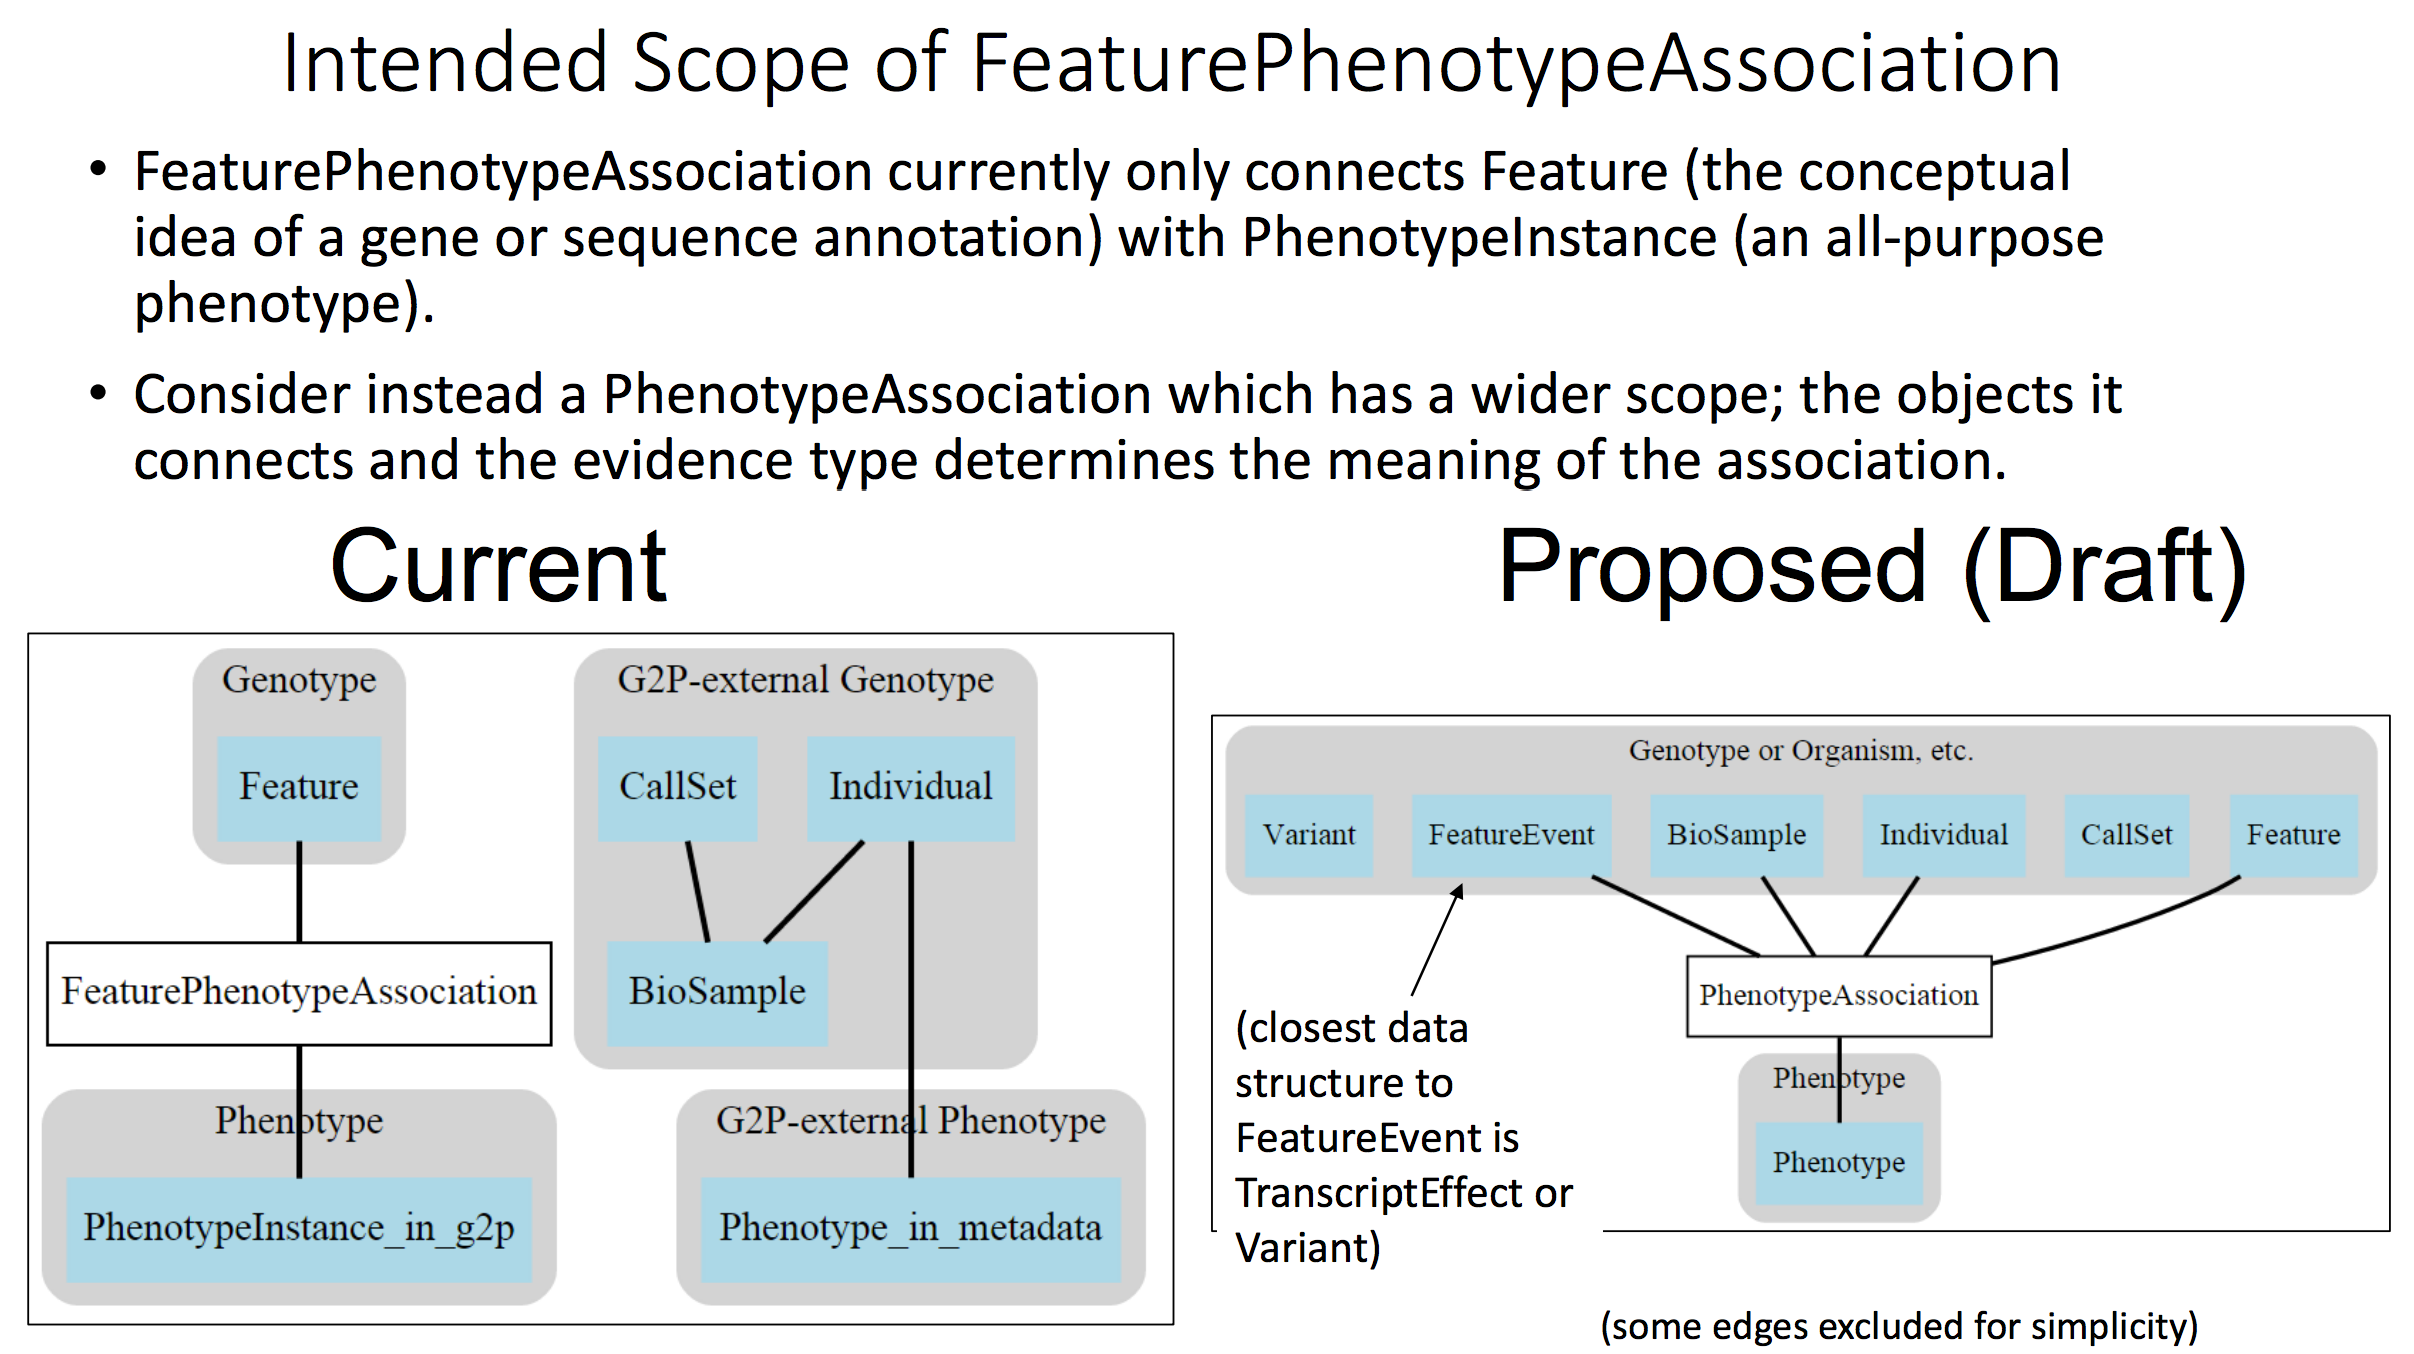 Intended Scope of FeaturePhenotypeAssociation
• FeaturePhenotypeAssociation currently only connects Feature (the conceptual
idea of a gene or sequence annotation) with PhenotypeInstance (an all-purpose
phenotype).
• Consider instead a PhenotypeAssociation which has a wider scope; the objects it
connects and the evidence type determines the meaning of the association.
Current
Genotype
Feature
FeaturePhenotypeAssociation
Phenotype
PhenotypeInstance_in_g2p
G2P-external Genotype
CallSet
Individual
BioSample
G2P-external Phenotype
Phenotype_in_metadata
Proposed (Draft)
Genotype or Organism, etc.
Variant
FeatureEvent
BioSample
Individual
CallSet
Feature
PhenotypeAssociation
Phenotype
Phenotype
(closest data
structure to
FeatureEvent is
TranscriptEffect or
Variant)
(some edges excluded for simplicity)